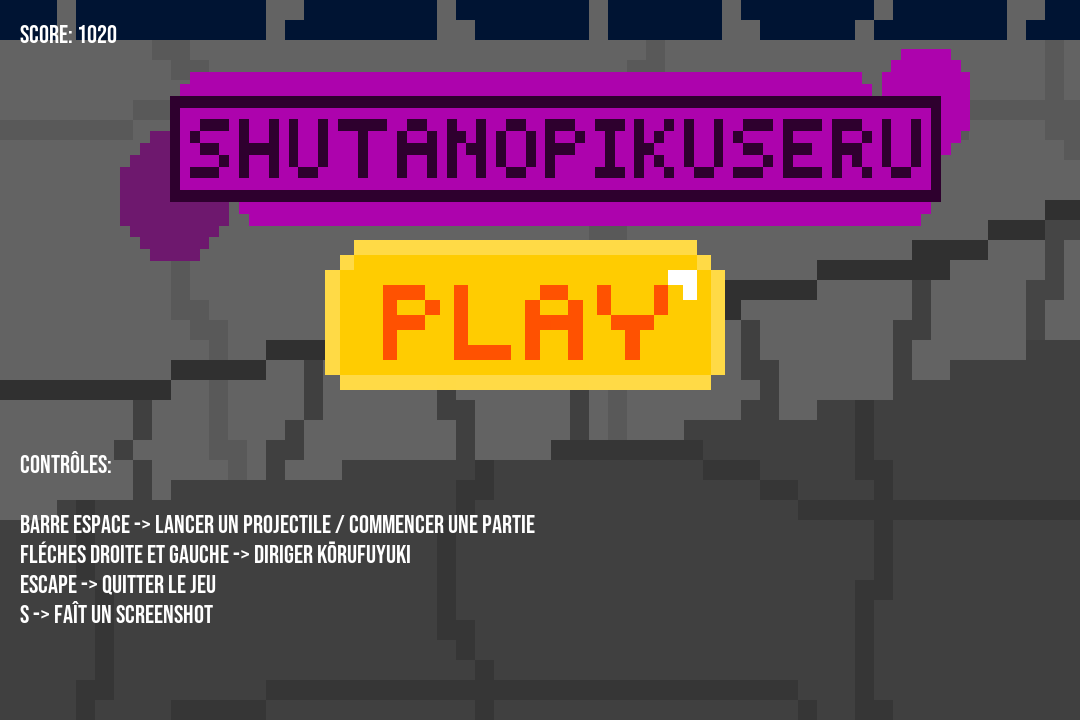 SCORE: 1020
SHUTANOPIKUSERU
PLAY
CONTRÔLES:
BARRE ESPACE -> LANCER UN PROJECTILE / COMMENCER UNE PARTIE
FLÉCHES DROITE ET GAUCHE -> DIRIGER KŌRUFUYUKI
ESCAPE -> QUITTER LE JEU
S -> FAÎT UN SCREENSHOT